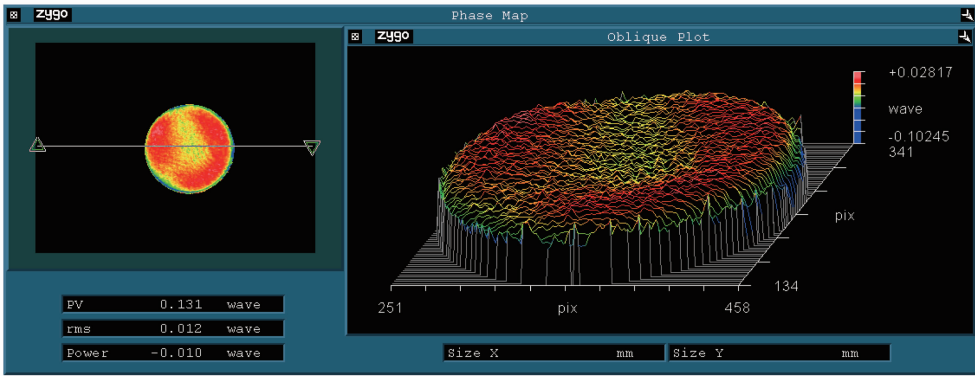 zygo Phase Map
zygo Oblique Plot
+0.02817
wave
-0.10245
341
pix
134
251 pix 458
PV 0.131 wave
rms 0.012 wave
Power -0.010 wave
Size X mm Size Y mm